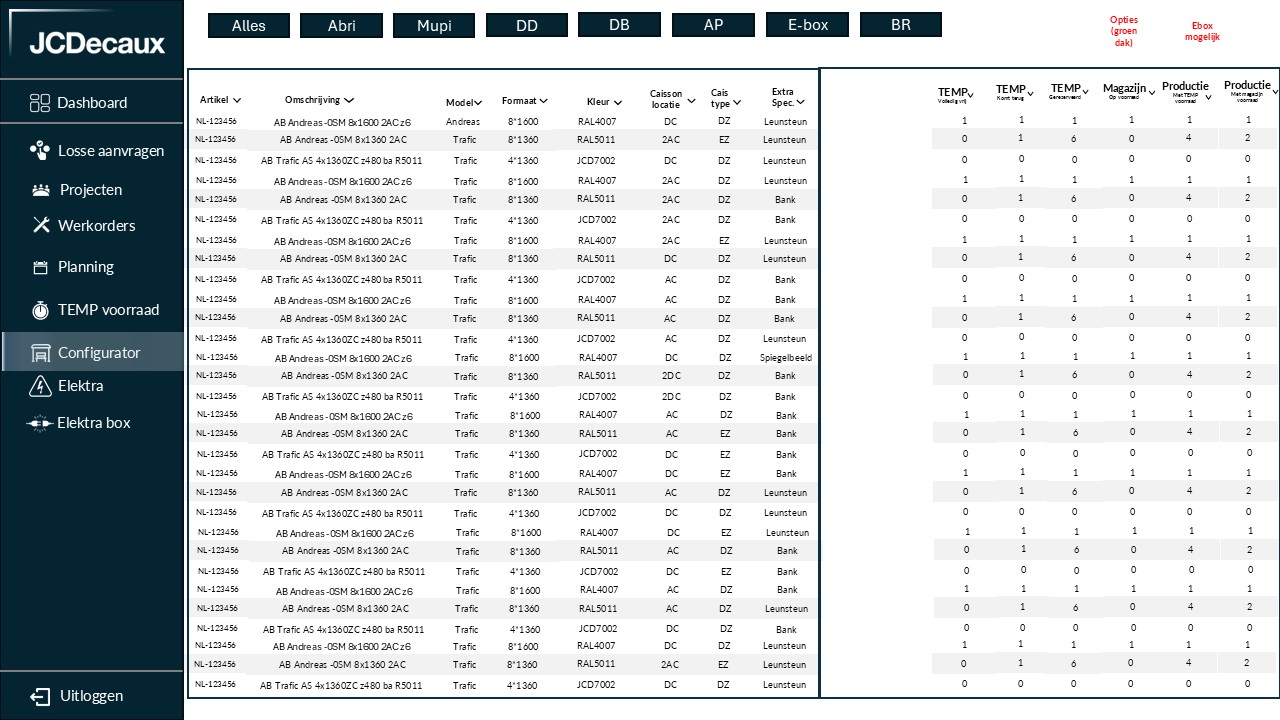 JCDecaux
Dashboard
Losse aanvragen
Projecten
Werkorders
Planning
TEMP voorraad
Configurator
Elektra
Elektra box
Uitloggen
Alles Abri Mupi DD DB AP E-box BR
Opties
(groen
dak)
Ebox
mogelijk
Artikel Omschrijving Model Formaat Kleur Caisson locatie Cais type Extra Spec. TEMP Volledig vrij TEMP Komt terug TEMP Gereserveerd Magazijn Op voorraad Productie Met TEMP voorraad Productie Met magazijn voorraad
NL-123456 AB Andreas -0SM 8x1600 2AC z6 Andreas 8*1600 RAL4007 DC DZ Leunsteun 1 1 1 1 1 1
NL-123456 AB Andreas -0SM 8x1360 2AC Trafic 8*1360 RAL5011 2AC EZ Leunsteun 0 1 6 0 4 2
NL-123456 AB Trafic AS 4x1360ZC z480 ba R5011 Trafic 4*1360 JCD7002 DC DZ Leunsteun 0 0 0 0 0 0
NL-123456 AB Andreas -0SM 8x1600 2AC z6 Trafic 8*1600 RAL4007 2AC DZ Leunsteun 1 1 1 1 1 1
NL-123456 AB Andreas -0SM 8x1360 2AC Trafic 8*1360 RAL5011 2AC DZ Bank 0 1 6 0 4 2
NL-123456 AB Trafic AS 4x1360ZC z480 ba R5011 Trafic 4*1360 JCD7002 2AC DZ Bank 0 0 0 0 0 0
NL-123456 AB Andreas -0SM 8x1600 2AC z6 Trafic 8*1600 RAL4007 2AC EZ Leunsteun 1 1 1 1 1 1
NL-123456 AB Andreas -0SM 8x1360 2AC Trafic 8*1360 RAL5011 DC DZ Leunsteun 0 1 6 0 4 2
NL-123456 AB Trafic AS 4x1360ZC z480 ba R5011 Trafic 4*1360 JCD7002 AC DZ Bank 0 0 0 0 0 0
NL-123456 AB Andreas -0SM 8x1600 2AC z6 Trafic 8*1600 RAL4007 AC DZ Bank 1 1 1 1 1 1
NL-123456 AB Andreas -0SM 8x1360 2AC Trafic 8*1360 RAL5011 AC DZ Bank 0 1 6 0 4 2
NL-123456 AB Trafic AS 4x1360ZC z480 ba R5011 Trafic 4*1360 JCD7002 AC DZ Leunsteun 0 0 0 0 0 0
NL-123456 AB Andreas -0SM 8x1600 2AC z6 Trafic 8*1600 RAL4007 DC DZ Spiegelbeeld 1 1 1 1 1 1
NL-123456 AB Andreas -0SM 8x1360 2AC Trafic 8*1360 RAL5011 2DC DZ Bank 0 1 6 0 4 2
NL-123456 AB Trafic AS 4x1360ZC z480 ba R5011 Trafic 4*1360 JCD7002 2DC DZ Bank 0 0 0 0 0 0
NL-123456 AB Andreas -0SM 8x1600 2AC z6 Trafic 8*1600 RAL4007 AC DZ Bank 1 1 1 1 1 1
NL-123456 AB Andreas -0SM 8x1360 2AC Trafic 8*1360 RAL5011 AC EZ Bank 0 1 6 0 4 2
NL-123456 AB Trafic AS 4x1360ZC z480 ba R5011 Trafic 4*1360 JCD7002 DC EZ Bank 0 0 0 0 0 0
NL-123456 AB Andreas -0SM 8x1600 2AC z6 Trafic 8*1600 RAL4007 DC EZ Bank 1 1 1 1 1 1
NL-123456 AB Andreas -0SM 8x1360 2AC Trafic 8*1360 RAL5011 AC DZ Leunsteun 0 1 6 0 4 2
NL-123456 AB Trafic AS 4x1360ZC z480 ba R5011 Trafic 4*1360 JCD7002 DC DZ Leunsteun 0 0 0 0 0 0
NL-123456 AB Andreas -0SM 8x1600 2AC z6 Trafic 8*1600 RAL4007 DC EZ Leunsteun 1 1 1 1 1 1
NL-123456 AB Andreas -0SM 8x1360 2AC Trafic 8*1360 RAL5011 AC DZ Bank 0 1 6 0 4 2
NL-123456 AB Trafic AS 4x1360ZC z480 ba R5011 Trafic 4*1360 JCD7002 DC EZ Bank 0 0 0 0 0 0
NL-123456 AB Andreas -0SM 8x1600 2AC z6 Trafic 8*1600 RAL4007 AC DZ Bank 1 1 1 1 1 1
NL-123456 AB Andreas -0SM 8x1360 2AC Trafic 8*1360 RAL5011 AC DZ Leunsteun 0 1 6 0 4 2
NL-123456 AB Trafic AS 4x1360ZC z480 ba R5011 Trafic 4*1360 JCD7002 DC DZ Bank 0 0 0 0 0 0
NL-123456 AB Andreas -0SM 8x1600 2AC z6 Trafic 8*1600 RAL4007 DC DZ Leunsteun 1 1 1 1 1 1
NL-123456 AB Andreas -0SM 8x1360 2AC Trafic 8*1360 RAL5011 2AC EZ Leunsteun 0 1 6 0 4 2
NL-123456 AB Trafic AS 4x1360ZC z480 ba R5011 Trafic 4*1360 JCD7002 DC DZ Leunsteun 0 0 0 0 0 0